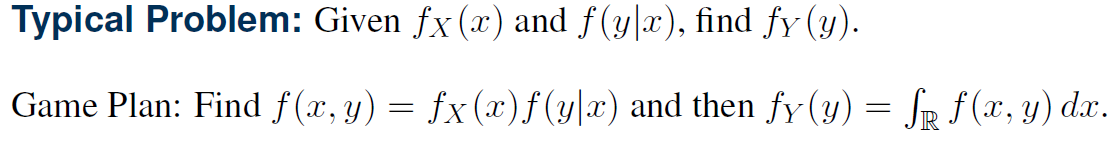 Typical Problem: Given f_X(x) and f(y|x), find f_Y(y).
Game Plan: Find f(x, y) = f_X(x)f(y|x) and then f_Y(y) = ∫_ℝ f(x, y) dx.